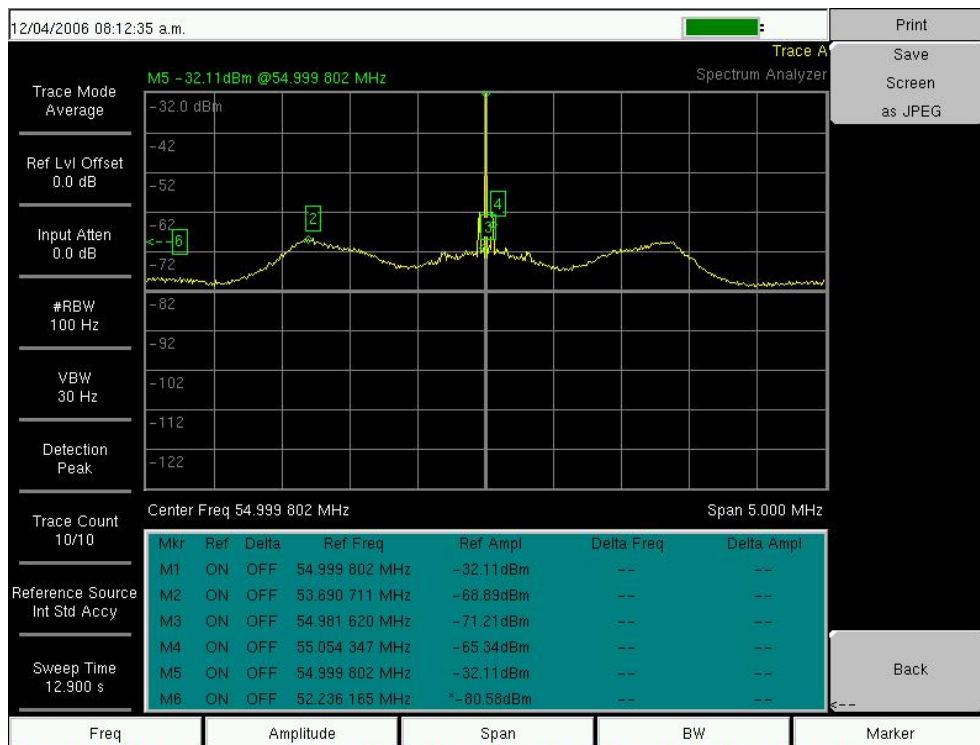 12/04/2006 08:12:35 a.m.
Print
Trace A
Save
Screen
as JPEG
M5 -32.11dBm @54.999 802 MHz
Spectrum Analyzer
Trace Mode
Average
-32.0 dBm
-42
Ref Lvl Offset
0.0 dB
-52
4
2
-62
3
Input Atten
0.0 dB
<--6
-72
#RBW
100 Hz
-82
-92
VBW
30 Hz
-102
-112
Detection
Peak
-122
Trace Count
10/10
Center Freq 54.999 802 MHz
Span 5.000 MHz
Mkr Ref Delta Ref Freq Ref Ampl Delta Freq Delta Ampl
M1 ON OFF 54.999 802 MHz -32.11dBm -- --
M2 ON OFF 53.690 711 MHz -68.89dBm -- --
M3 ON OFF 54.981 620 MHz -71.21dBm -- --
M4 ON OFF 55.054 347 MHz -65.34dBm -- --
M5 ON OFF 54.999 802 MHz -32.11dBm -- --
M6 ON OFF 52.236 165 MHz *-80.58dBm -- --
Reference Source
Int Std Accy
Sweep Time
12.900 s
Back
<--
Freq
Amplitude
Span
BW
Marker